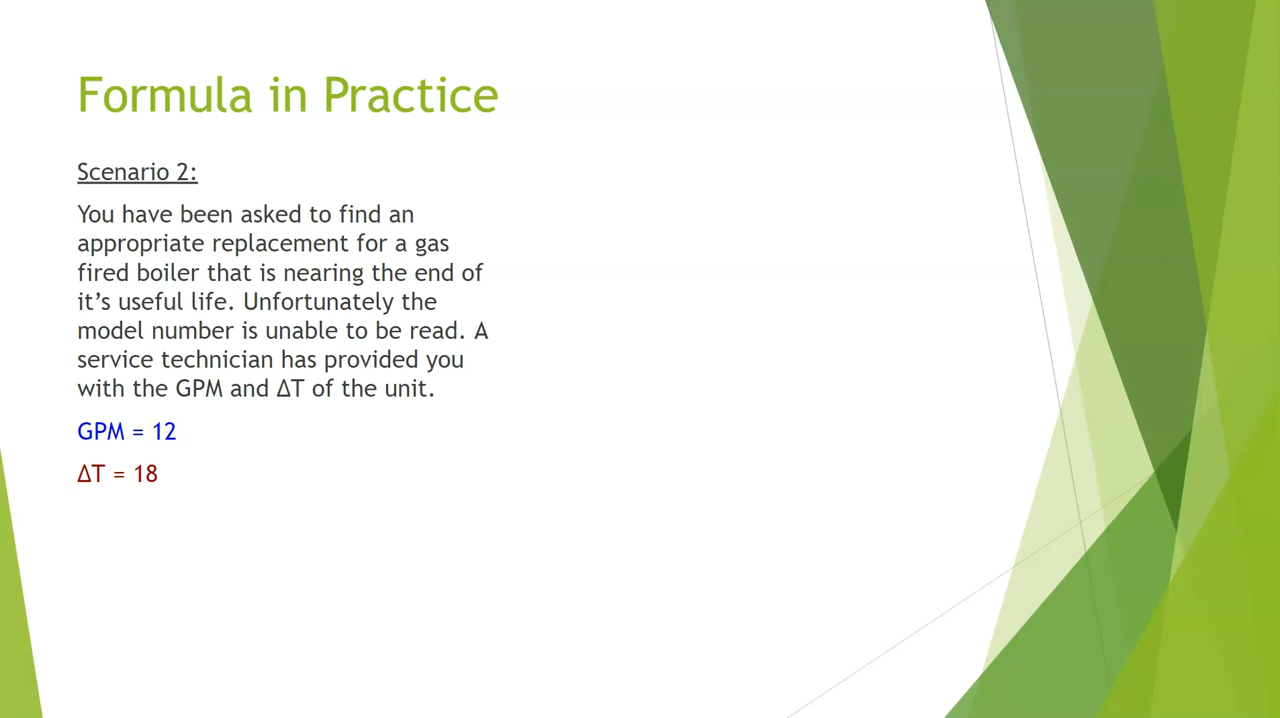 Formula in Practice
Scenario 2:
You have been asked to find an
appropriate replacement for a gas
fired boiler that is nearing the end of
it’s useful life. Unfortunately the
model number is unable to be read. A
service technician has provided you
with the GPM and ΔT of the unit.
GPM = 12
ΔT = 18